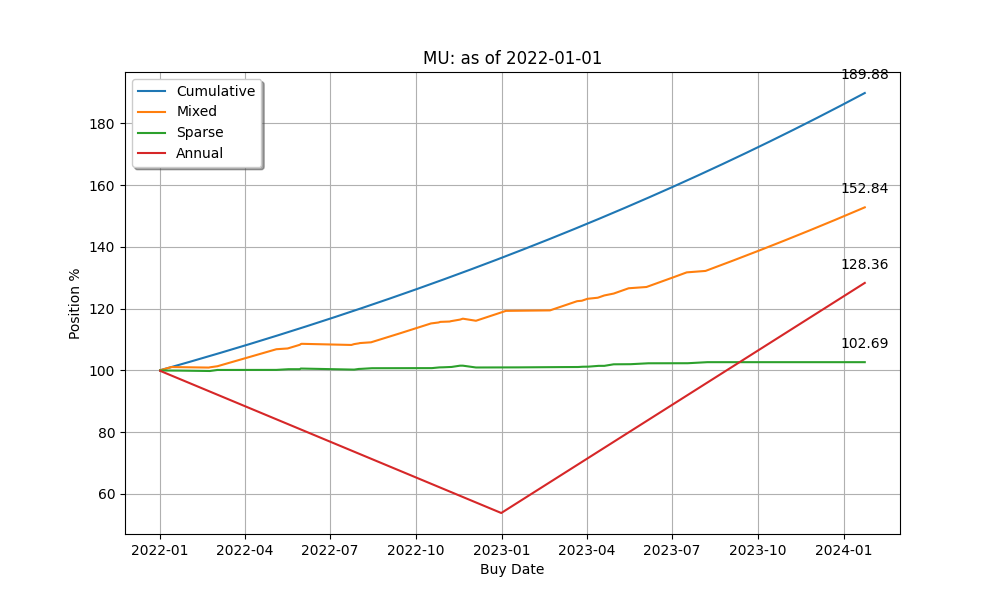 MU: as of 2022-01-01
Cumulative
Mixed
Sparse
Annual
189.88
152.84
128.36
102.69
Position %
180
160
140
120
100
80
60
2022-01 2022-04 2022-07 2022-10 2023-01 2023-04 2023-07 2023-10 2024-01
Buy Date